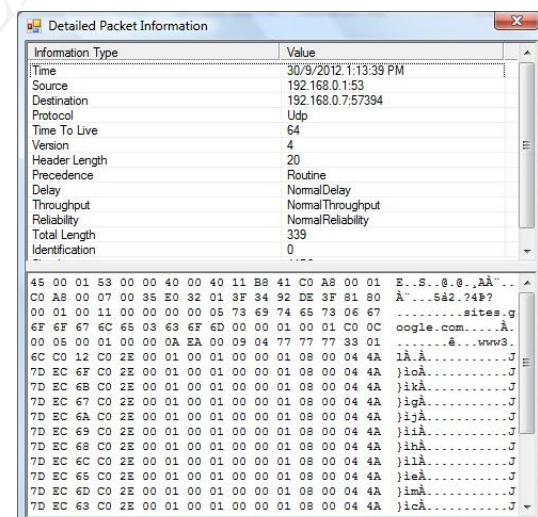 Detailed Packet Information
Information Type Value
Time 30/9/2012.1:13:39 PM
Source 192.168.0.1:53
Destination 192.168.0.7:57394
Protocol Udp
Time To Live 64
Version 4
Header Length 20
Precedence Routine
Delay NormalDelay
Throughput NormalThroughput
Reliability NormalReliability
Total Length 339
Identification 0
45 00 01 53 00 00 40 00 40 11 B8 41 C0 A8 00 01 E..S..@.@.¸AÀ¨..
C0 A8 00 07 00 35 E0 32 01 3F 34 92 DE 3F 81 80 À¨...5à2.?4.Þ?
00 01 00 11 00 00 00 00 05 73 69 74 65 73 06 67 .........sites.g
6F 6F 67 6C 65 03 63 6F 6D 00 00 01 00 01 C0 0C oogle.com.....À.
00 05 00 01 00 00 0A EA 00 09 04 77 77 77 33 01 .......ê...www3.
6C C0 12 C0 2E 00 01 00 01 00 00 01 08 00 04 4A lÀ.À...........J
7D EC 6F C0 2E 00 01 00 01 00 00 01 08 00 04 4A }ìoÀ...........J
7D EC 6B C0 2E 00 01 00 01 00 00 01 08 00 04 4A }ìkÀ...........J
7D EC 67 C0 2E 00 01 00 01 00 00 01 08 00 04 4A }ìgÀ...........J
7D EC 6A C0 2E 00 01 00 01 00 00 01 08 00 04 4A }ìjÀ...........J
7D EC 69 C0 2E 00 01 00 01 00 00 01 08 00 04 4A }ìiÀ...........J
7D EC 68 C0 2E 00 01 00 01 00 00 01 08 00 04 4A }ìhÀ...........J
7D EC 6C C0 2E 00 01 00 01 00 00 01 08 00 04 4A }ìlÀ...........J
7D EC 65 C0 2E 00 01 00 01 00 00 01 08 00 04 4A }ìeÀ...........J
7D EC 6D C0 2E 00 01 00 01 00 00 01 08 00 04 4A }ìmÀ...........J
7D EC 63 C0 2E 00 01 00 01 00 00 01 08 00 04 4A }ìcÀ...........J